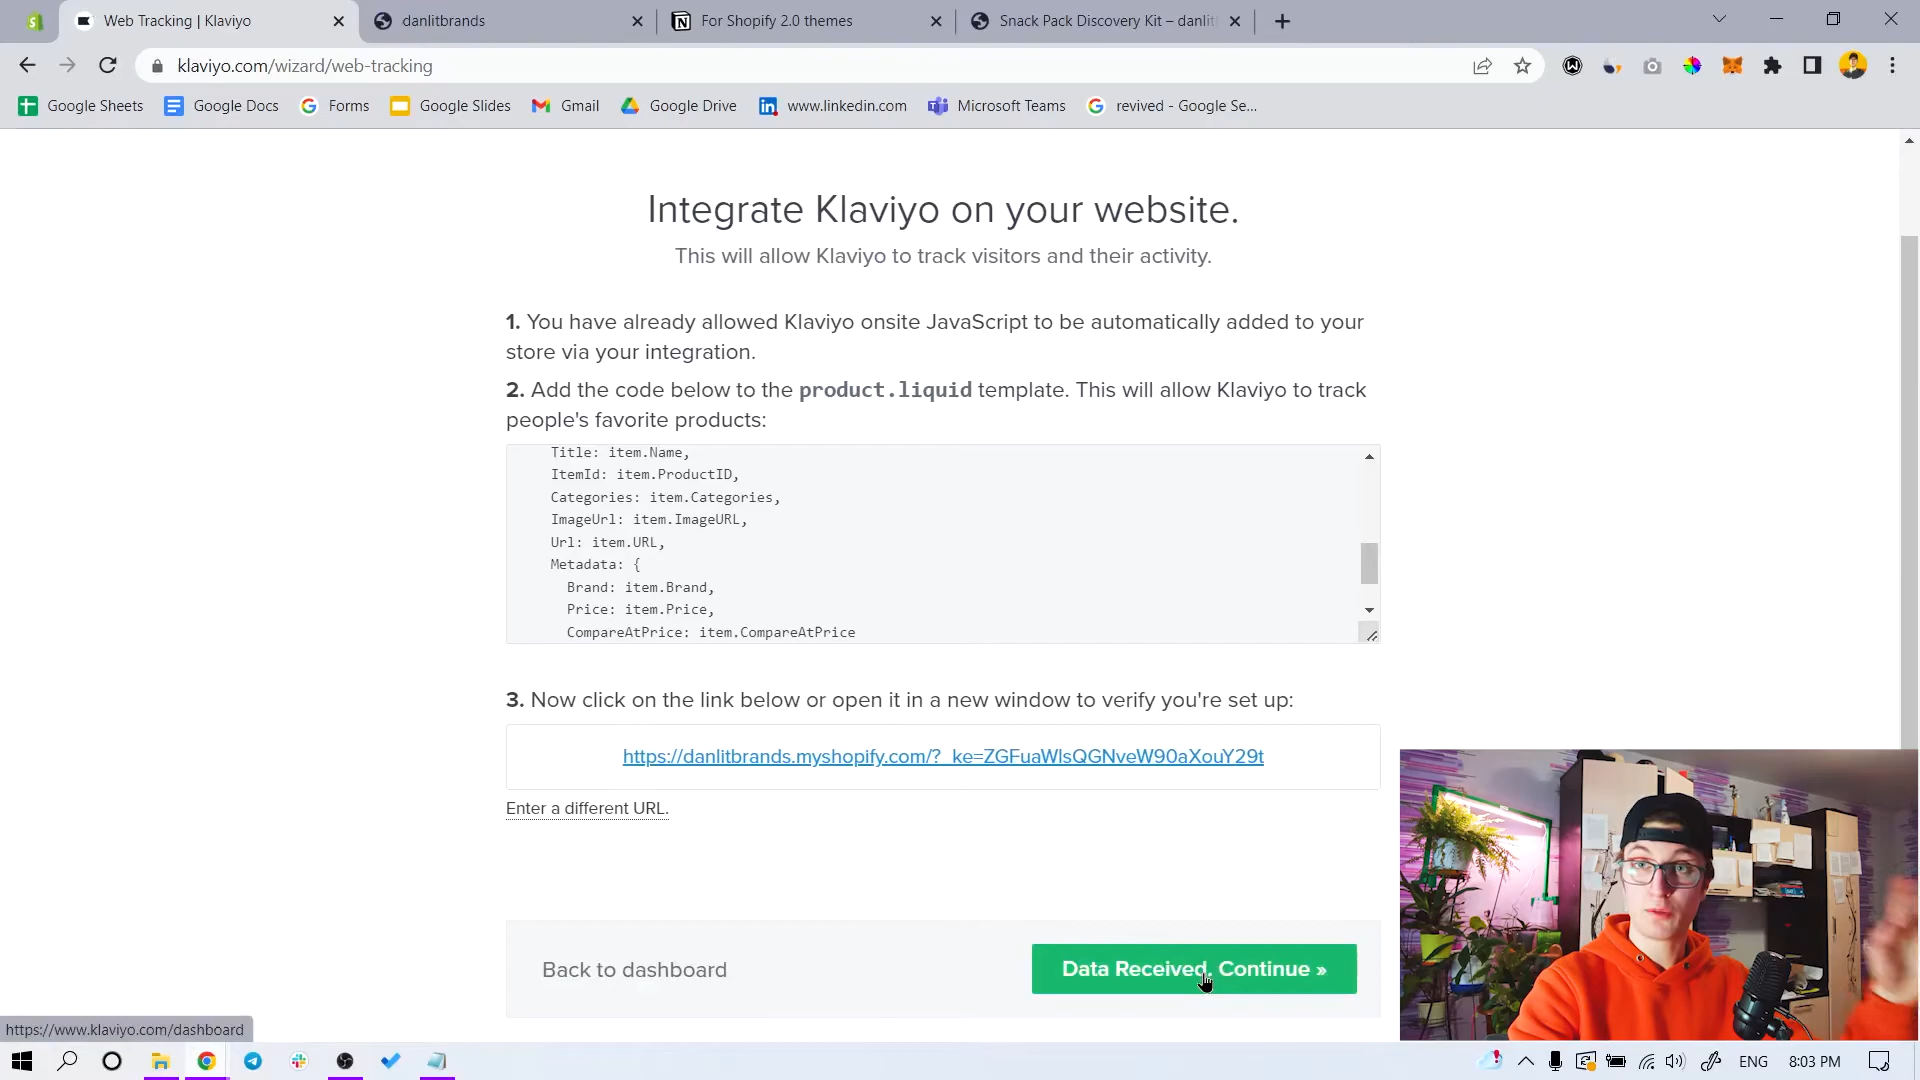 Web Tracking | Klaviyo
danlitbrands
For Shopify 2.0 themes
Snack Pack Discovery Kit – danlit
klaviyo.com/wizard/web-tracking
Google Sheets
Google Docs
Forms
Google Slides
Gmail
Google Drive
www.linkedin.com
Microsoft Teams
revived - Google Se...
Integrate Klaviyo on your website.
This will allow Klaviyo to track visitors and their activity.
1. You have already allowed Klaviyo onsite JavaScript to be automatically added to your
store via your integration.
2. Add the code below to the product.liquid template. This will allow Klaviyo to track
people's favorite products:
Title: item.Name,
ItemId: item.ProductID,
Categories: item.Categories,
ImageUrl: item.ImageURL,
Url: item.URL,
Metadata: {
Brand: item.Brand,
Price: item.Price,
CompareAtPrice: item.CompareAtPrice
3. Now click on the link below or open it in a new window to verify you're set up:
https://danlitbrands.myshopify.com/?_ke=ZGFuaWlsQGNveW90aXouY29t
Enter a different URL.
Back to dashboard
Data Received. Continue »
https://www.klaviyo.com/dashboard
ENG
8:03 PM